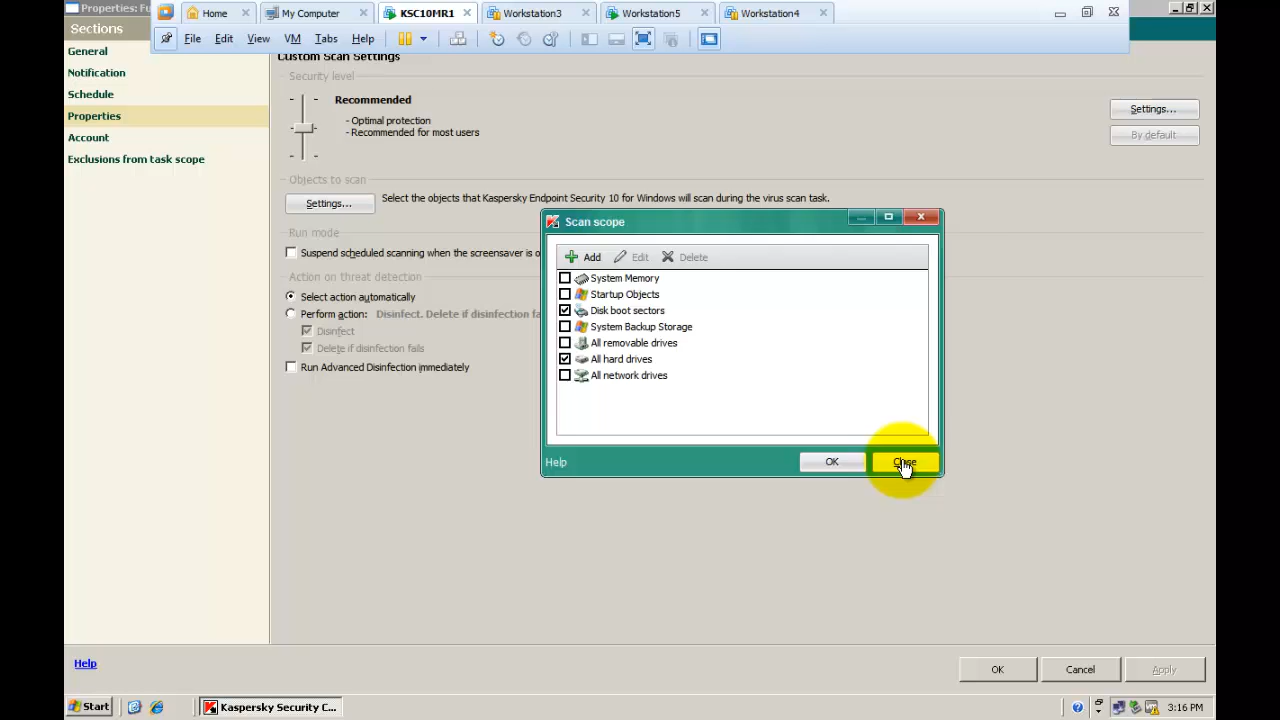 Properties: Fu
Home
My Computer
KSC10MR1
Workstation3
Workstation5
Workstation4
File Edit View VM Tabs Help
Sections
General
Notification
Schedule
Properties
Account
Exclusions from task scope
Custom Scan Settings
Security level
Recommended
- Optimal protection
- Recommended for most users
Settings...
By default
Objects to scan
Settings...
Select the objects that Kaspersky Endpoint Security 10 for Windows will scan during the virus scan task.
Run mode
Suspend scheduled scanning when the screensaver is o
Action on threat detection
Select action automatically
Perform action: Disinfect. Delete if disinfection fa
Disinfect
Delete if disinfection fails
Run Advanced Disinfection immediately
Scan scope
Add Edit Delete
System Memory
Startup Objects
Disk boot sectors
System Backup Storage
All removable drives
All hard drives
All network drives
Help
OK
Close
Help
OK
Cancel
Apply
Start
Kaspersky Security C...
3:16 PM